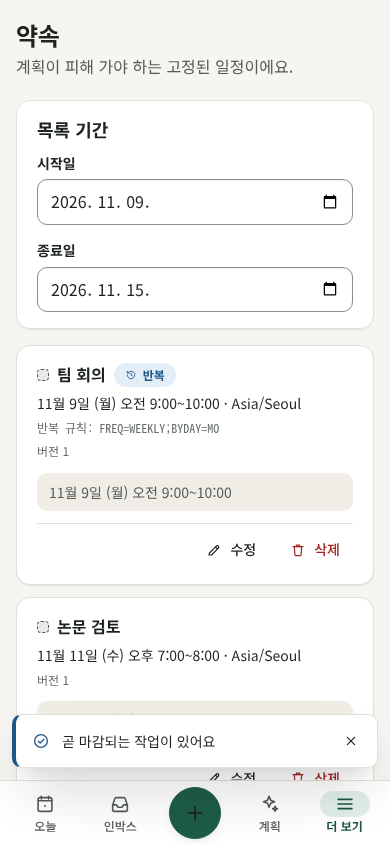 약속
계획이 피해 가야 하는 고정된 일정이에요.
목록 기간
시작일
2026. 11. 09.
종료일
2026. 11. 15.
팀 회의 반복
11월 9일 (월) 오전 9:00~10:00 · Asia/Seoul
반복 규칙: FREQ=WEEKLY;BYDAY=MO
버전 1
11월 9일 (월) 오전 9:00~10:00
수정 삭제
논문 검토
11월 11일 (수) 오후 7:00~8:00 · Asia/Seoul
버전 1
곧 마감되는 작업이 있어요
수정 삭제
오늘 인박스 계획 더 보기